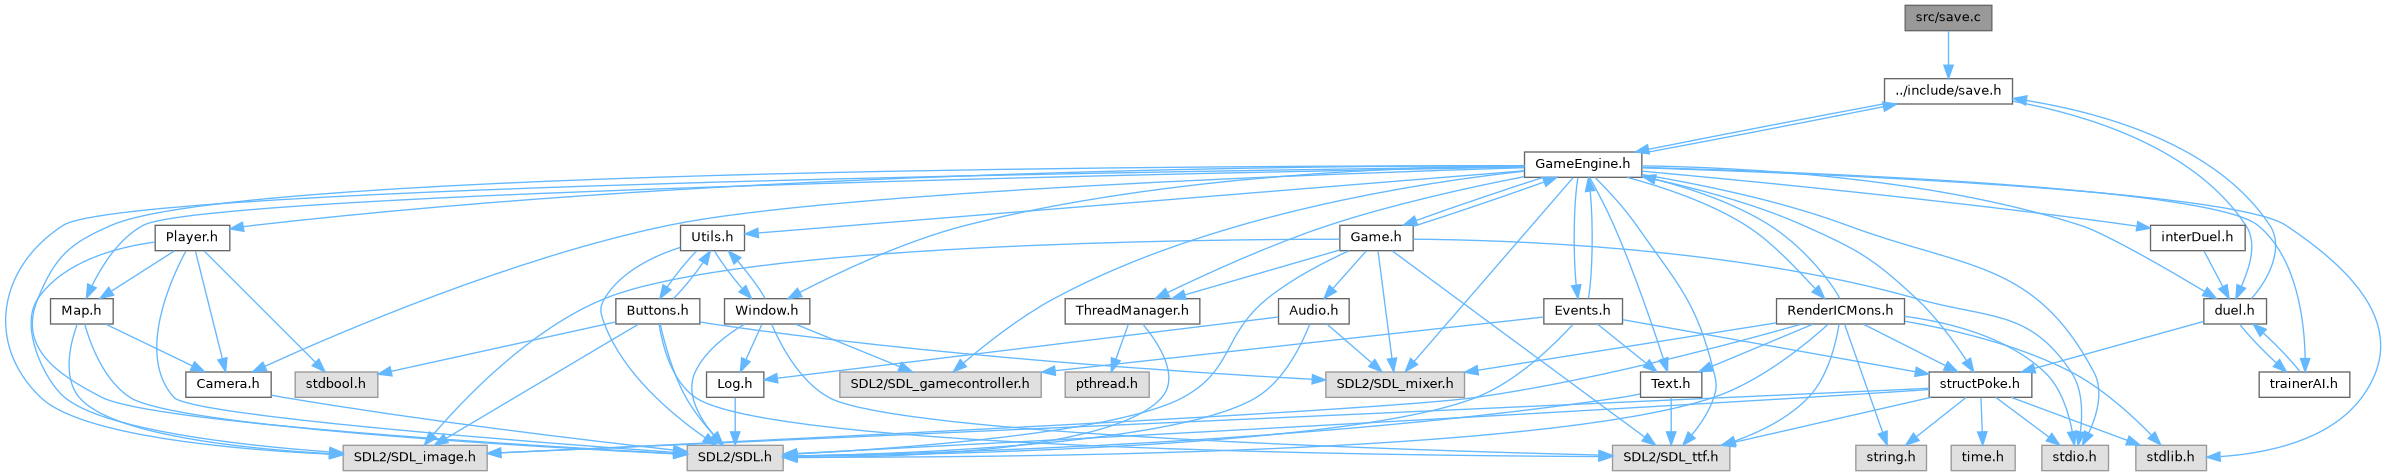 src/save.c
../include/save.h
GameEngine.h
Player.h
Utils.h
Game.h
interDuel.h
Map.h
Buttons.h
Window.h
ThreadManager.h
Audio.h
Events.h
RenderICMons.h
duel.h
Camera.h
stdbool.h
Log.h
SDL2/SDL_gamecontroller.h
pthread.h
SDL2/SDL_mixer.h
Text.h
structPoke.h
trainerAI.h
SDL2/SDL_image.h
SDL2/SDL.h
SDL2/SDL_ttf.h
string.h
time.h
stdio.h
stdlib.h